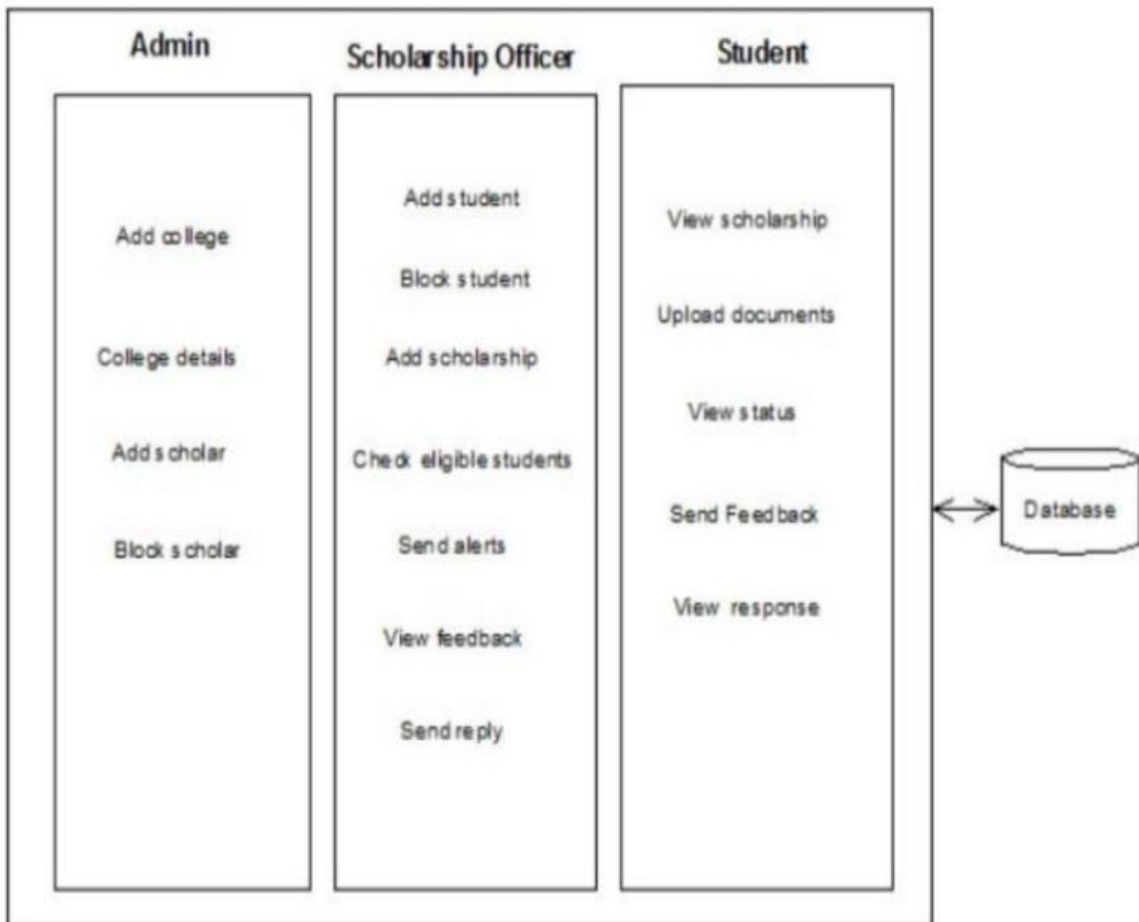 Admin
Add college
College details
Add scholar
Block scholar
Scholarship Officer
Add student
Block student
Add scholarship
Check eligible students
Send alerts
View feedback
Send reply
Student
View scholarship
Upload documents
View status
Send Feedback
View response
Database